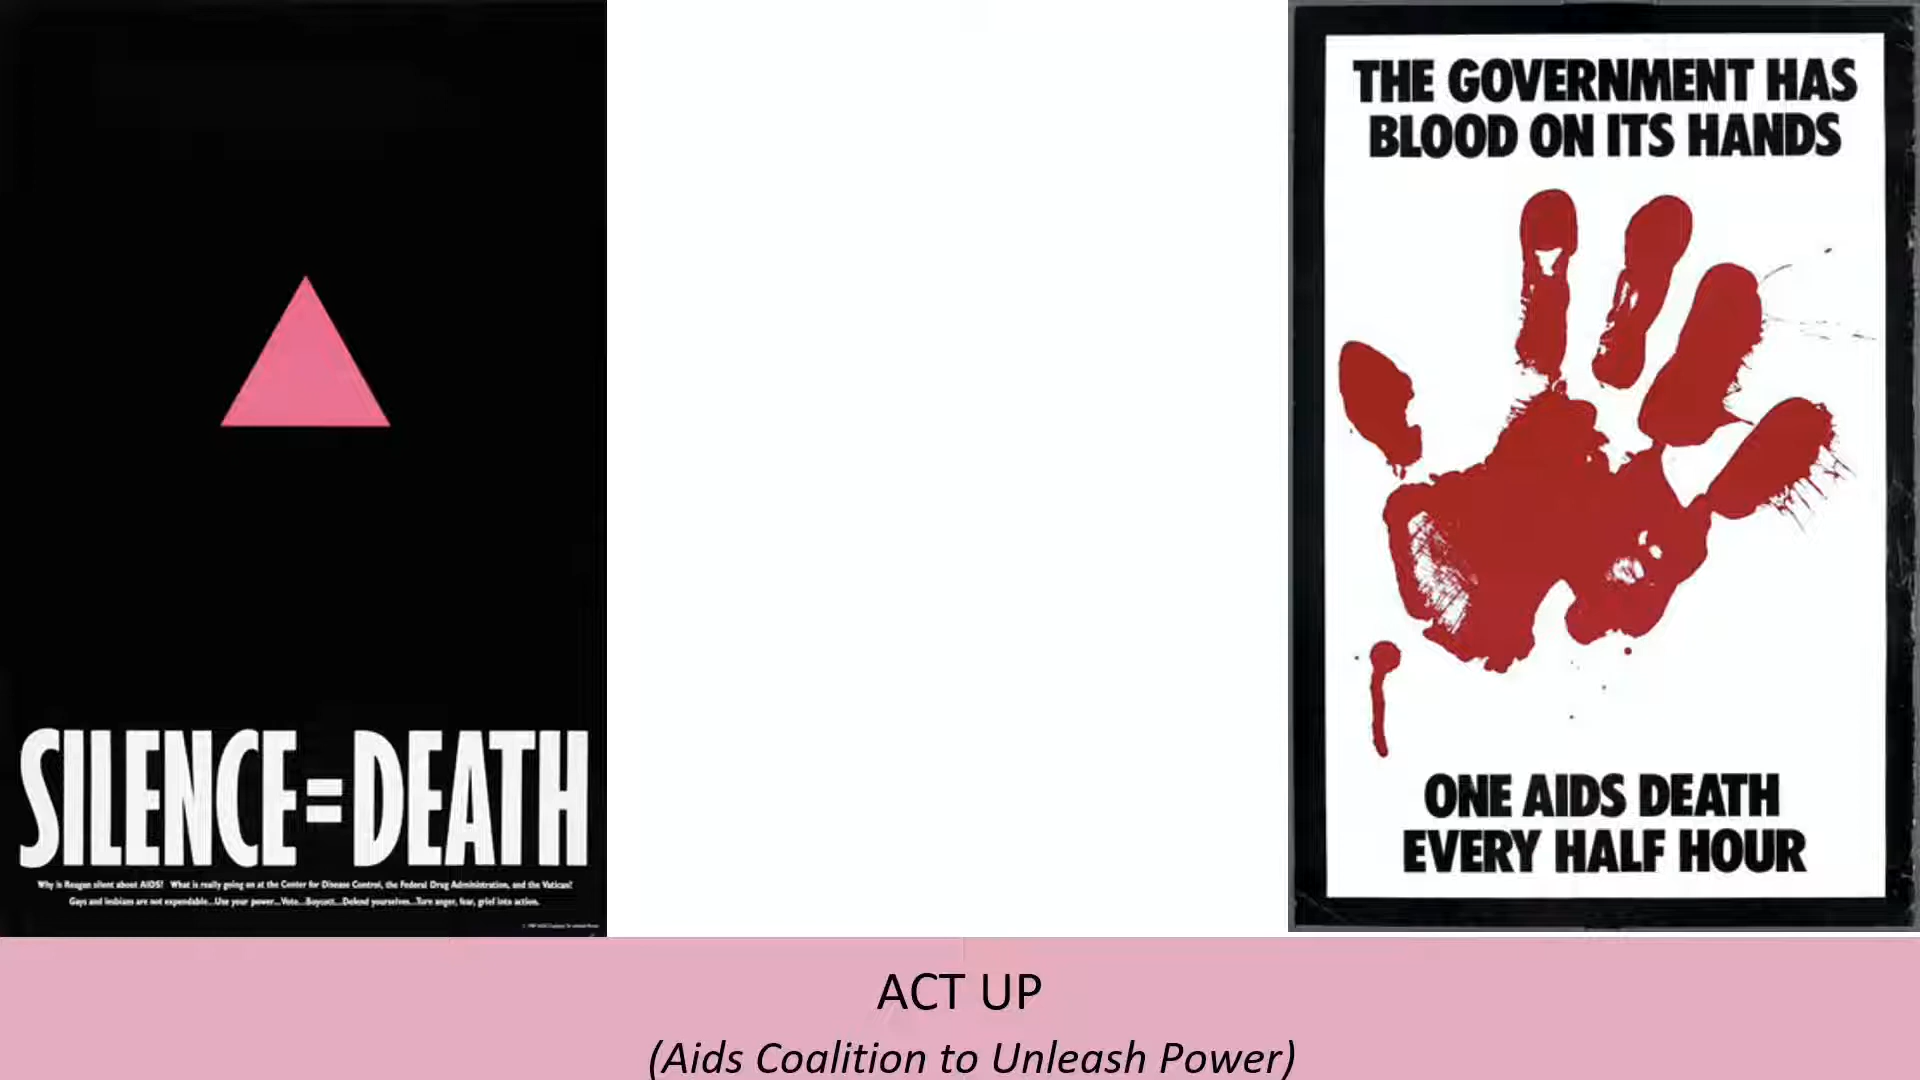 SILENCE=DEATH
Why is Reagan silent about AIDS? What is really going on at the Center for Disease Control, the Federal Drug Administration, and the Vatican?
Gays and lesbians are not expendable...Use your power...Vote...Boycott...Defend yourselves...Turn anger, fear, grief into action.
THE GOVERNMENT HAS
BLOOD ON ITS HANDS
ONE AIDS DEATH
EVERY HALF HOUR
ACT UP
(Aids Coalition to Unleash Power)